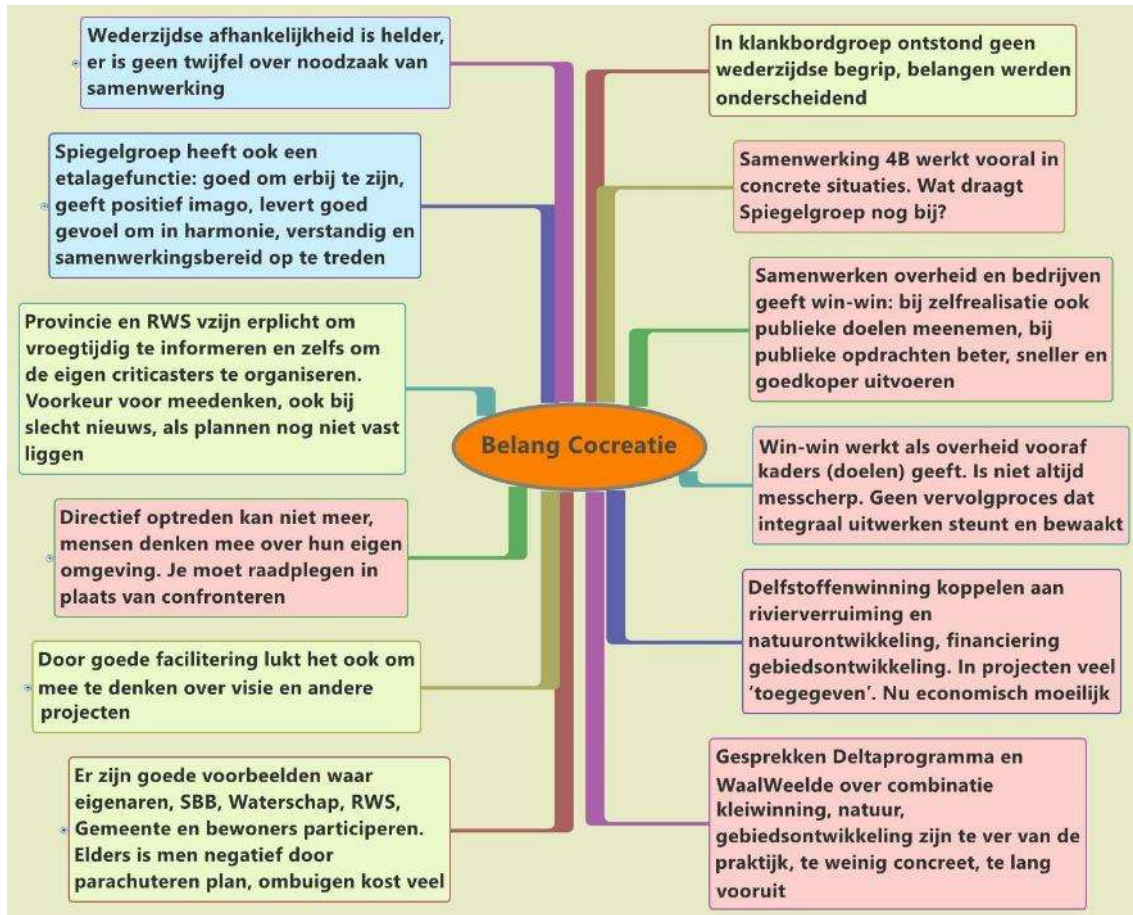 Wederzijdse afhankelijkheid is helder,
er is geen twijfel over noodzaak van
samenwerking
Spiegelgroep heeft ook een
etalagefunctie: goed om erbij te zijn,
geeft positief imago, levert goed
gevoel om in harmonie, verstandig en
samenwerkingsbereid op te treden
Provincie en RWS vzijn erplicht om
vroegtijdig te informeren en zelfs om
de eigen criticasters te organiseren.
Voorkeur voor meedenken, ook bij
slecht nieuws, als plannen nog niet vast
liggen
Directief optreden kan niet meer,
mensen denken mee over hun eigen
omgeving. Je moet raadplegen in
plaats van confronteren
Door goede facilitering lukt het ook om
mee te denken over visie en andere
projecten
Er zijn goede voorbeelden waar
eigenaren, SBB, Waterschap, RWS,
Gemeente en bewoners participeren.
Elders is men negatief door
parachuteren plan, ombuigen kost veel
Belang Cocreatie
In klankbordgroep ontstond geen
wederzijdse begrip, belangen werden
onderscheidend
Samenwerking 4B werkt vooral in
concrete situaties. Wat draagt
Spiegelgroep nog bij?
Samenwerken overheid en bedrijven
geeft win-win: bij zelfrealisatie ook
publieke doelen meenemen, bij
publieke opdrachten beter, sneller en
goedkoper uitvoeren
Win-win werkt als overheid vooraf
kaders (doelen) geeft. Is niet altijd
messcherp. Geen vervolgproces dat
integraal uitwerken steunt en bewaakt
Delfstoffenwinning koppelen aan
rivierverruiming en
natuurontwikkeling, financiering
gebiedsontwikkeling. In projecten veel
‘toegegeven’. Nu economisch moeilijk
Gesprekken Deltaprogramma en
WaalWeelde over combinatie
kleiwinning, natuur,
gebiedsontwikkeling zijn te ver van de
praktijk, te weinig concreet, te lang
vooruit